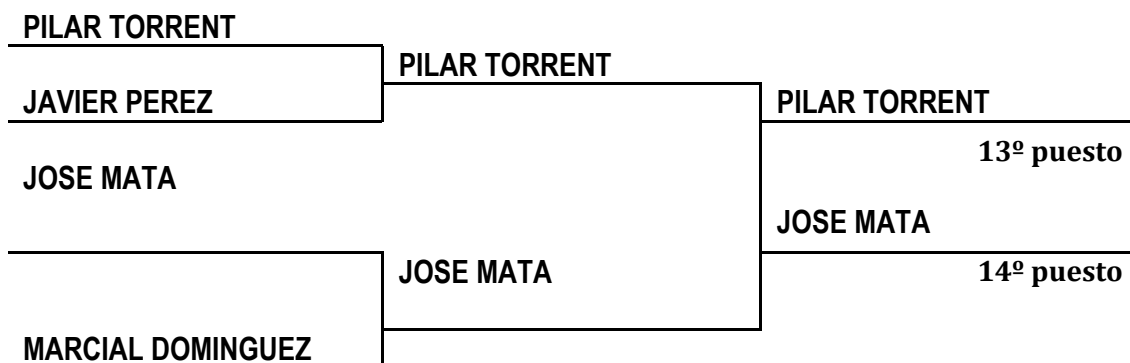 PILAR TORRENT
PILAR TORRENT
JAVIER PEREZ
PILAR TORRENT
13º puesto
JOSE MATA
JOSE MATA
JOSE MATA
14º puesto
MARCIAL DOMINGUEZ